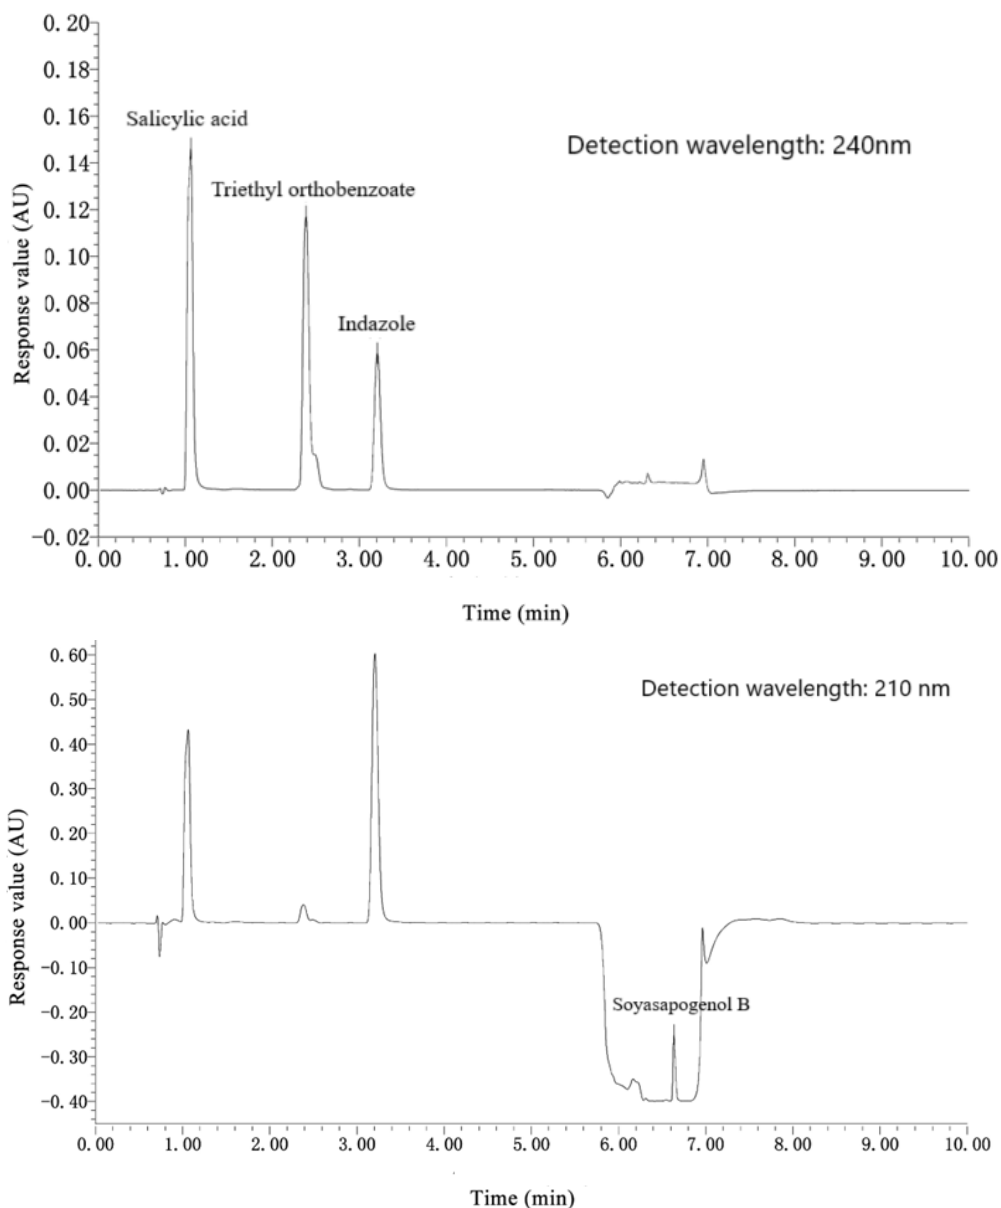 0.20
0.18
0.16
Salicylic acid
Detection wavelength: 240nm
0.14
Triethyl orthobenzoate
0.12
0.10
Response value (AU)
0.08
Indazole
0.06
0.04
0.02
0.00
-0.02
0.00 1.00 2.00 3.00 4.00 5.00 6.00 7.00 8.00 9.00 10.00
Time (min)
0.60
Detection wavelength: 210 nm
0.50
0.40
0.30
0.20
0.10
Response value (AU)
0.00
-0.10
Soyasapogenol B
-0.20
-0.30
-0.40
0.00 1.00 2.00 3.00 4.00 5.00 6.00 7.00 8.00 9.00 10.00
Time (min)